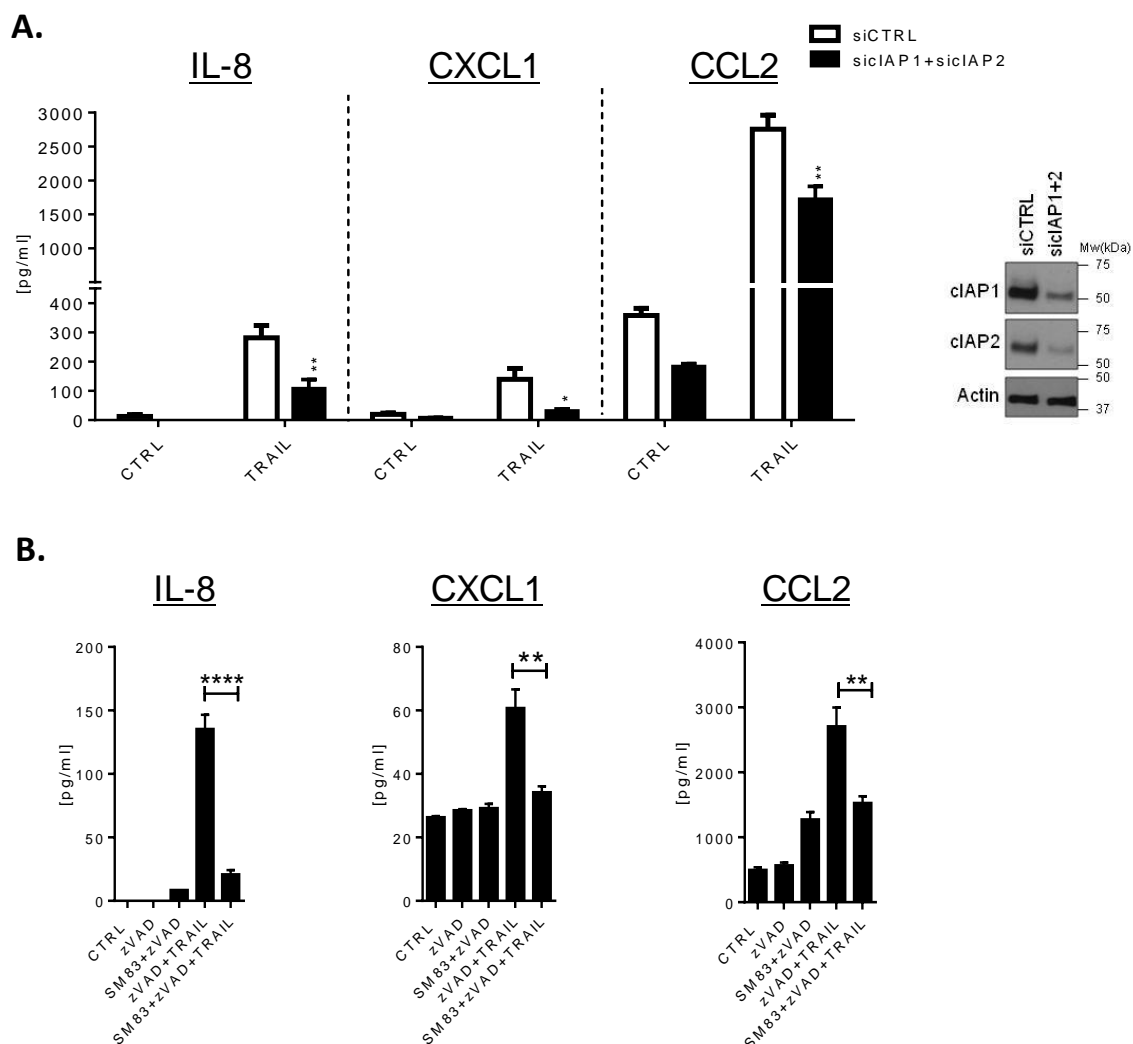 A.
siCTRL
sicIAP1+sicIAP2
IL-8
CXCL1
CCL2
3000
2500
2000
1500
1000
400
300
200
100
0
[pg/ml]
**
*
**
CTRL
TRAIL
CTRL
TRAIL
CTRL
TRAIL
siCTRL
sicIAP1+2
Mw(kDa)
cIAP1
75
50
cIAP2
75
50
Actin
50
37
B.
IL-8
CXCL1
CCL2
200
150
100
50
0
[pg/ml]
****
CTRL
zVAD
SM83+zVAD
zVAD+TRAIL
SM83+zVAD+TRAIL
80
60
40
20
0
[pg/ml]
**
CTRL
zVAD
SM83+zVAD
zVAD+TRAIL
SM83+zVAD+TRAIL
4000
3000
2000
1000
0
[pg/ml]
**
CTRL
zVAD
SM83+zVAD
zVAD+TRAIL
SM83+zVAD+TRAIL